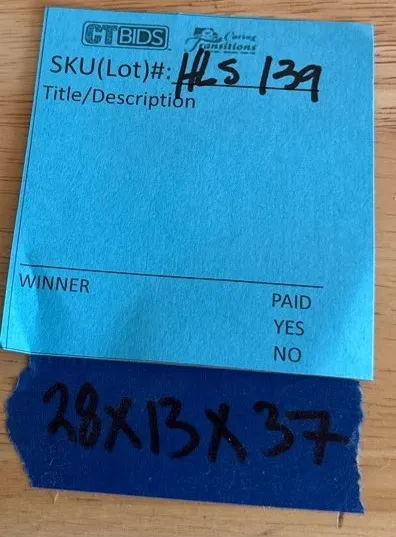 CTBIDS Caring Transitions
SKU(Lot)#: HLS 139
Title/Description
WINNER
PAID
YES
NO
28X13X37